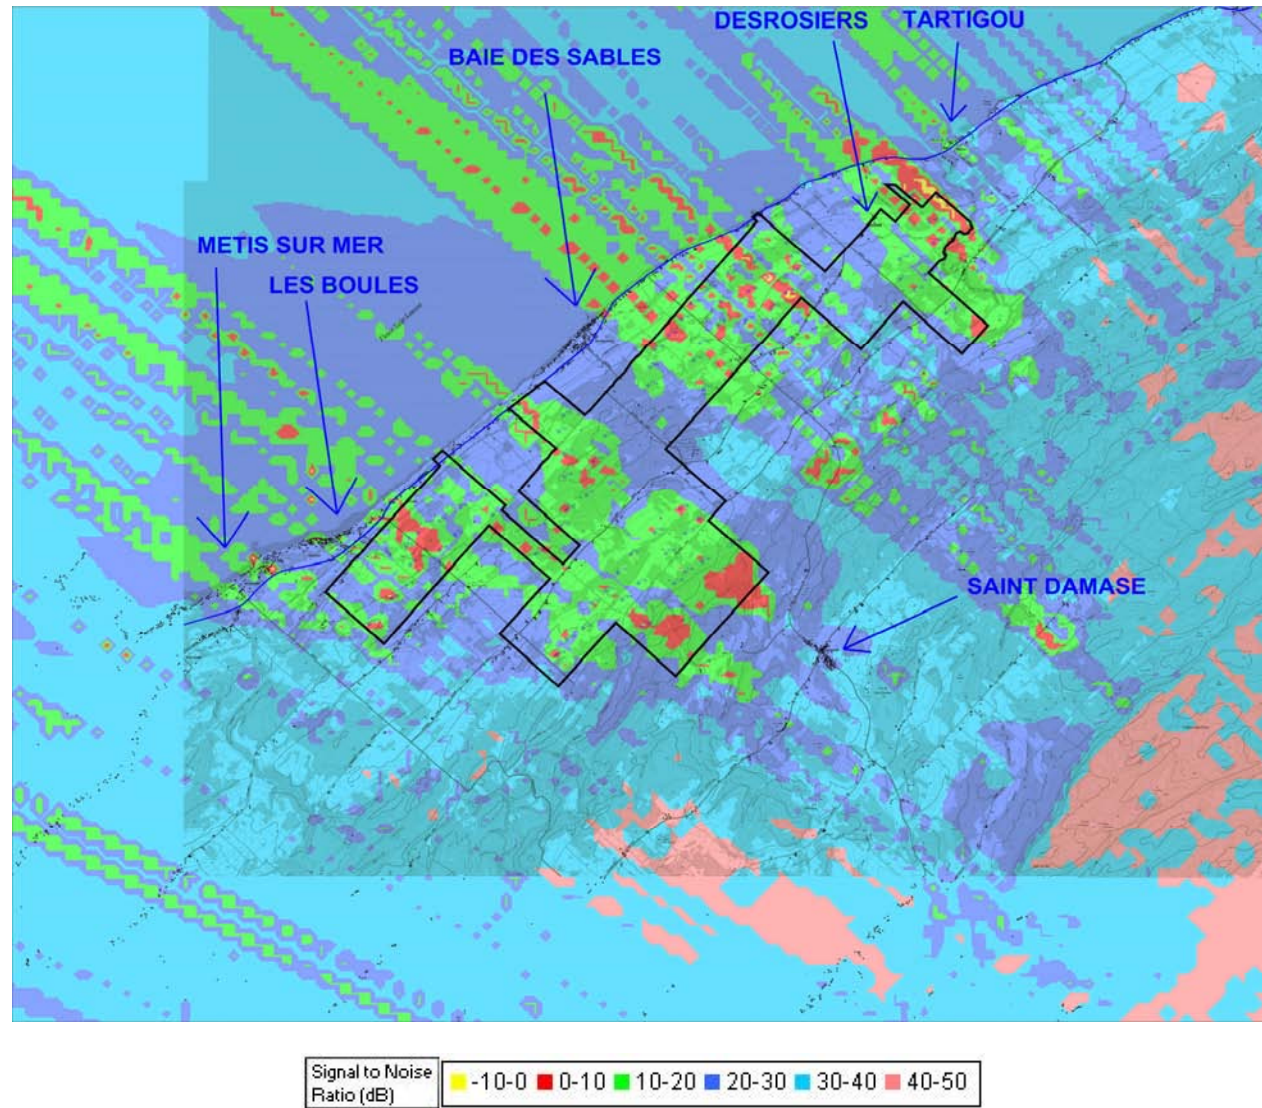 DESROSIERS
TARTIGOU
BAIE DES SABLES
METIS SUR MER
LES BOULES
SAINT DAMASE
Signal to Noise
Ratio (dB)
-10-0 0-10 10-20 20-30 30-40 40-50